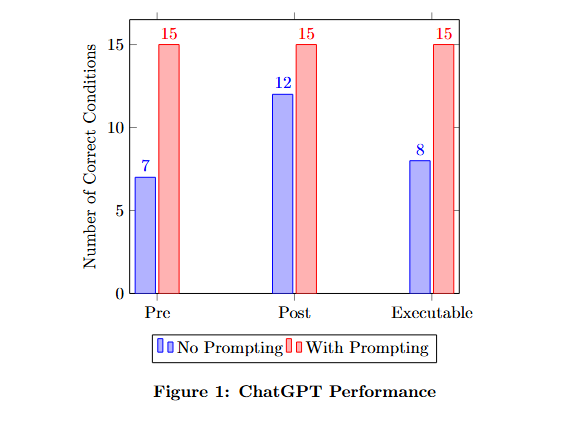 15
15
15
15
12
10
8
7
5
0
Number of Correct Conditions
Pre
Post
Executable
No Prompting
With Prompting
Figure 1: ChatGPT Performance